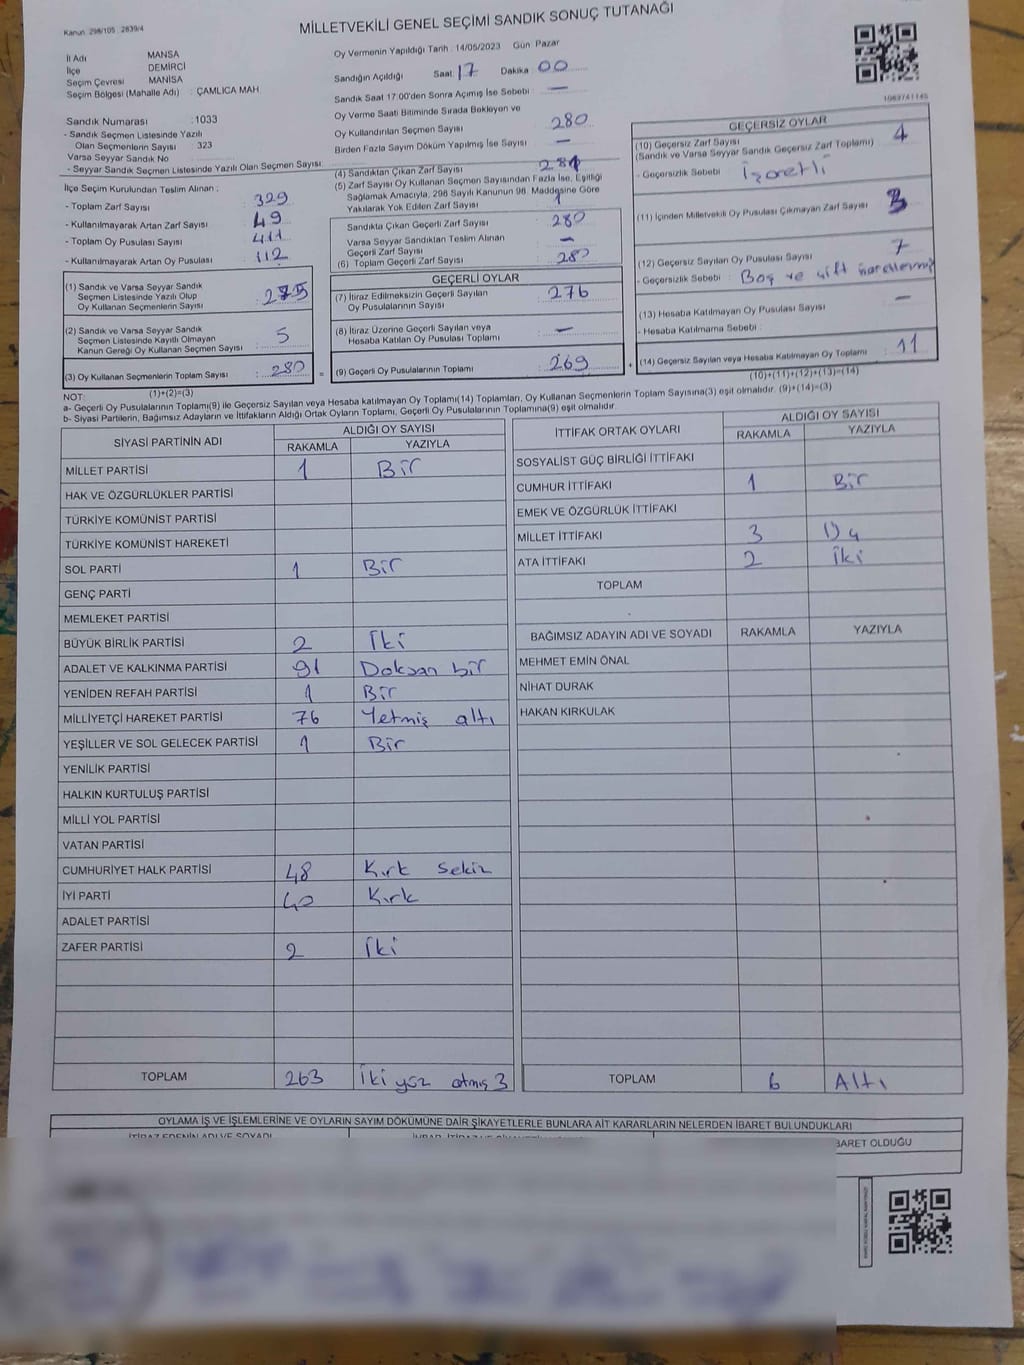 Kanun: 298/105 : 2839/4
MİLLETVEKİLİ GENEL SEÇİMİ SANDIK SONUÇ TUTANAĞI
İl Adı MANİSA
İlçe DEMİRCİ
Seçim Çevresi MANİSA
Seçim Bölgesi (Mahalle Adı) : ÇAMLICA MAH.
Sandık Numarası : 1033
- Sandık Seçmen Listesinde Yazılı
Olan Seçmenlerin Sayısı 323
Varsa Seyyar Sandık No
- Seyyar Sandık Seçmen Listesinde Yazılı Olan Seçmen Sayısı:
İlçe Seçim Kurulundan Teslim Alınan :
- Toplam Zarf Sayısı 329
- Kullanılmayarak Artan Zarf Sayısı 49
- Toplam Oy Pusulası Sayısı 411
- Kullanılmayarak Artan Oy Pusulası : 112
(1) Sandık ve Varsa Seyyar Sandık
Seçmen Listesinde Yazılı Olup
Oy Kullanan Seçmenlerin Sayısı : 275
(2) Sandık ve Varsa Seyyar Sandık
Seçmen Listesinde Kayıtlı Olmayan
Kanun Gereği Oy Kullanan Seçmen Sayısı 5
(3) Oy Kullanan Seçmenlerin Toplam Sayısı : 280
(1)+(2)=(3)
Oy Vermenin Yapıldığı Tarih : 14/05/2023 Gün: Pazar
Sandığın Açıldığı Saat 17 Dakika 00
Sandık Saat 17:00'den Sonra Açımış İse Sebebi : —
Oy Verme Saati Bitiminde Sırada Bekleyen ve
Oy Kullandırılan Seçmen Sayısı : 280
Birden Fazla Sayım Döküm Yapılmış İse Sayısı —
(4) Sandıktan Çıkan Zarf Sayısı 281
(5) Zarf Sayısı Oy Kullanan Seçmen Sayısından Fazla İse, Eşitliği
Sağlamak Amacıyla, 298 Sayılı Kanunun 98. Maddesine Göre
Yakılarak Yok Edilen Zarf Sayısı 1
Sandıkta Çıkan Geçerli Zarf Sayısı 280
Varsa Seyyar Sandıktan Teslim Alınan
Geçerli Zarf Sayısı —
(6) Toplam Geçerli Zarf Sayısı : 280
GEÇERLİ OYLAR
(7) İtiraz Edilmeksizin Geçerli Sayılan
Oy Pusulalarının Sayısı : 276
(8) İtiraz Üzerine Geçerli Sayılan veya
Hesaba Katılan Oy Pusulası Toplamı : —
(9) Geçerli Oy Pusulalarının Toplamı : 269
1063741145
GEÇERSİZ OYLAR
(10) Geçersiz Zarf Sayısı 4
(Sandık ve Varsa Seyyar Sandık Geçersiz Zarf Toplamı)
- Geçersizlik Sebebi : İşaretli
(11) İçinden Milletvekili Oy Pusulası Çıkmayan Zarf Sayısı 3
(12) Geçersiz Sayılan Oy Pusulası Sayısı : 7
- Geçersizlik Sebebi : Boş ve çift
(13) Hesaba Katılmayan Oy Pusulası Sayısı : —
- Hesaba Katılmama Sebebi :
(14) Geçersiz Sayılan veya Hesaba Katılmayan Oy Toplamı : 11
(10)+(11)+(12)+(13)=(14)
NOT:
a- Geçerli Oy Pusulalarının Toplamı(9) ile Geçersiz Sayılan veya Hesaba katılmayan Oy Toplamı(14) Toplamları, Oy Kullanan Seçmenlerin Toplam Sayısına(3) eşit olmalıdır. (9)+(14)=(3)
b- Siyasi Partilerin, Bağımsız Adayların ve İttifakların Aldığı Ortak Oyların Toplamı, Geçerli Oy Pusulalarının Toplamına(9) eşit olmalıdır.
SİYASİ PARTİNİN ADI ALDIĞI OY SAYISI
RAKAMLA YAZIYLA
MİLLET PARTİSİ 1 Bir
HAK VE ÖZGÜRLÜKLER PARTİSİ
TÜRKİYE KOMÜNİST PARTİSİ
TÜRKİYE KOMÜNİST HAREKETİ
SOL PARTİ 1 Bir
GENÇ PARTİ
MEMLEKET PARTİSİ
BÜYÜK BİRLİK PARTİSİ 2 İki
ADALET VE KALKINMA PARTİSİ 91 Doksan bir
YENİDEN REFAH PARTİSİ 1 Bir
MİLLİYETÇİ HAREKET PARTİSİ 76 Yetmiş altı
YEŞİLLER VE SOL GELECEK PARTİSİ 1 Bir
YENİLİK PARTİSİ
HALKIN KURTULUŞ PARTİSİ
MİLLİ YOL PARTİSİ
VATAN PARTİSİ
CUMHURİYET HALK PARTİSİ 48 Kırk sekiz
İYİ PARTİ 40 Kırk
ADALET PARTİSİ
ZAFER PARTİSİ 2 İki
TOPLAM 263 İki yüz atmış 3
İTTİFAK ORTAK OYLARI ALDIĞI OY SAYISI
RAKAMLA YAZIYLA
SOSYALİST GÜÇ BİRLİĞİ İTTİFAKI
CUMHUR İTTİFAKI 1 Bir
EMEK VE ÖZGÜRLÜK İTTİFAKI
MİLLET İTTİFAKI 3
ATA İTTİFAKI 2 İki
TOPLAM
BAĞIMSIZ ADAYIN ADI VE SOYADI RAKAMLA YAZIYLA
MEHMET EMİN ÖNAL
NİHAT DURAK
HAKAN KIRKULAK
TOPLAM 6 Altı
OYLAMA İŞ VE İŞLEMLERİNE VE OYLARIN SAYIM DÖKÜMÜNE DAİR ŞİKAYETLERLE BUNLARA AİT KARARLARIN NELERDEN İBARET BULUNDUKLARI
İTİRAZ EDENİN ADI VE SOYADI
İBARET OLDUĞU